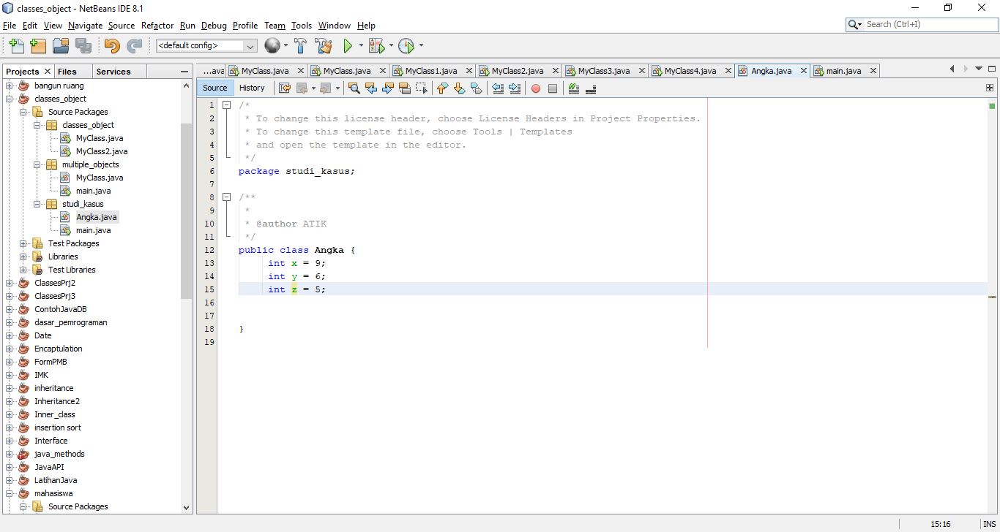 classes_object - NetBeans IDE 8.1
File Edit View Navigate Source Refactor Run Debug Profile Team Tools Window Help
Search (Ctrl+I)
<default config>
Projects Files Services
bangun ruang
classes_object
Source Packages
classes_object
MyClass.java
MyClass2.java
multiple_objects
MyClass.java
main.java
studi_kasus
Angka.java
main.java
Test Packages
Libraries
Test Libraries
ClassesPrj2
ClassesPrj3
ContohJavaDB
dasar_pemrograman
Date
Encaptulation
FormPMB
IMK
inheritance
Inheritance2
Inner_class
insertion sort
Interface
java_methods
JavaAPI
LatihanJava
mahasiswa
Source Packages
...ava MyClass.java MyClass.java MyClass1.java MyClass2.java MyClass3.java MyClass4.java Angka.java main.java
Source History
1 /*
2 * To change this license header, choose License Headers in Project Properties.
3 * To change this template file, choose Tools | Templates
4 * and open the template in the editor.
5 */
6 package studi_kasus;
7
8 /**
9 *
10 * @author ATIK
11 */
12 public class Angka {
13 int x = 9;
14 int y = 6;
15 int z = 5;
16
17
18 }
19
15:16 INS